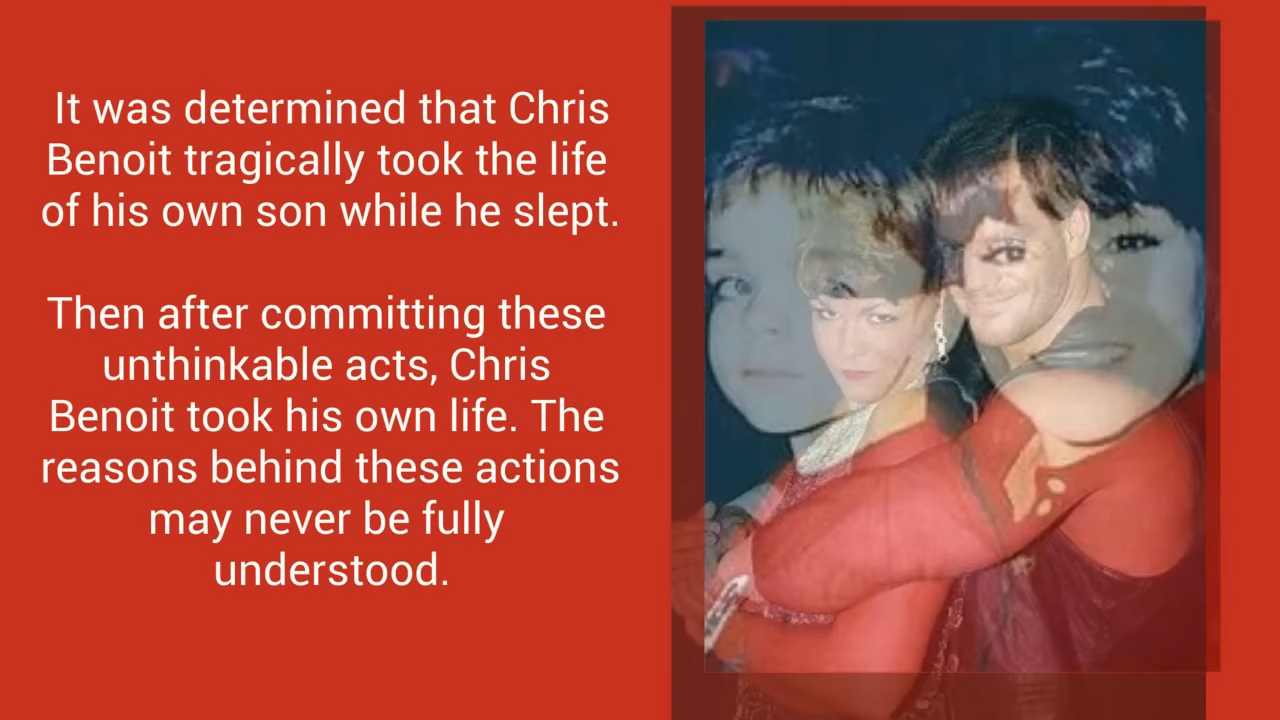 It was determined that Chris
Benoit tragically took the life
of his own son while he slept.
Then after committing these
unthinkable acts, Chris
Benoit took his own life. The
reasons behind these actions
may never be fully
understood.